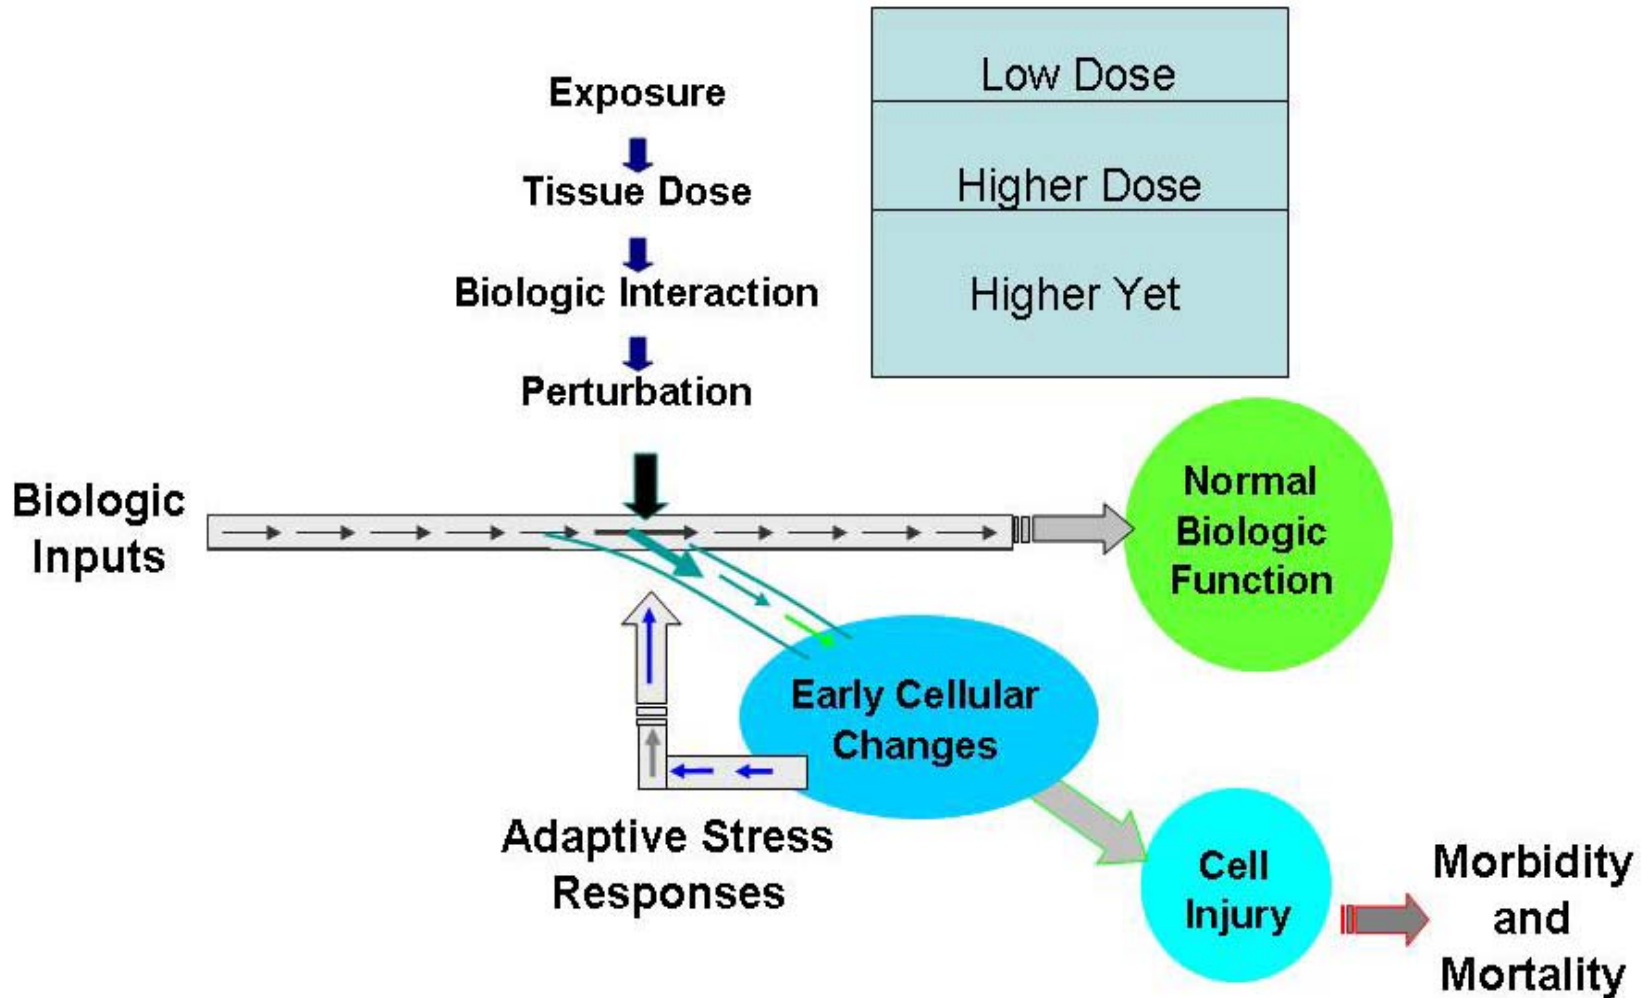 Exposure
Tissue Dose
Biologic Interaction
Perturbation
Low Dose
Higher Dose
Higher Yet
Biologic
Inputs
Normal
Biologic
Function
Early Cellular
Changes
Adaptive Stress
Responses
Cell
Injury
Morbidity
and
Mortality